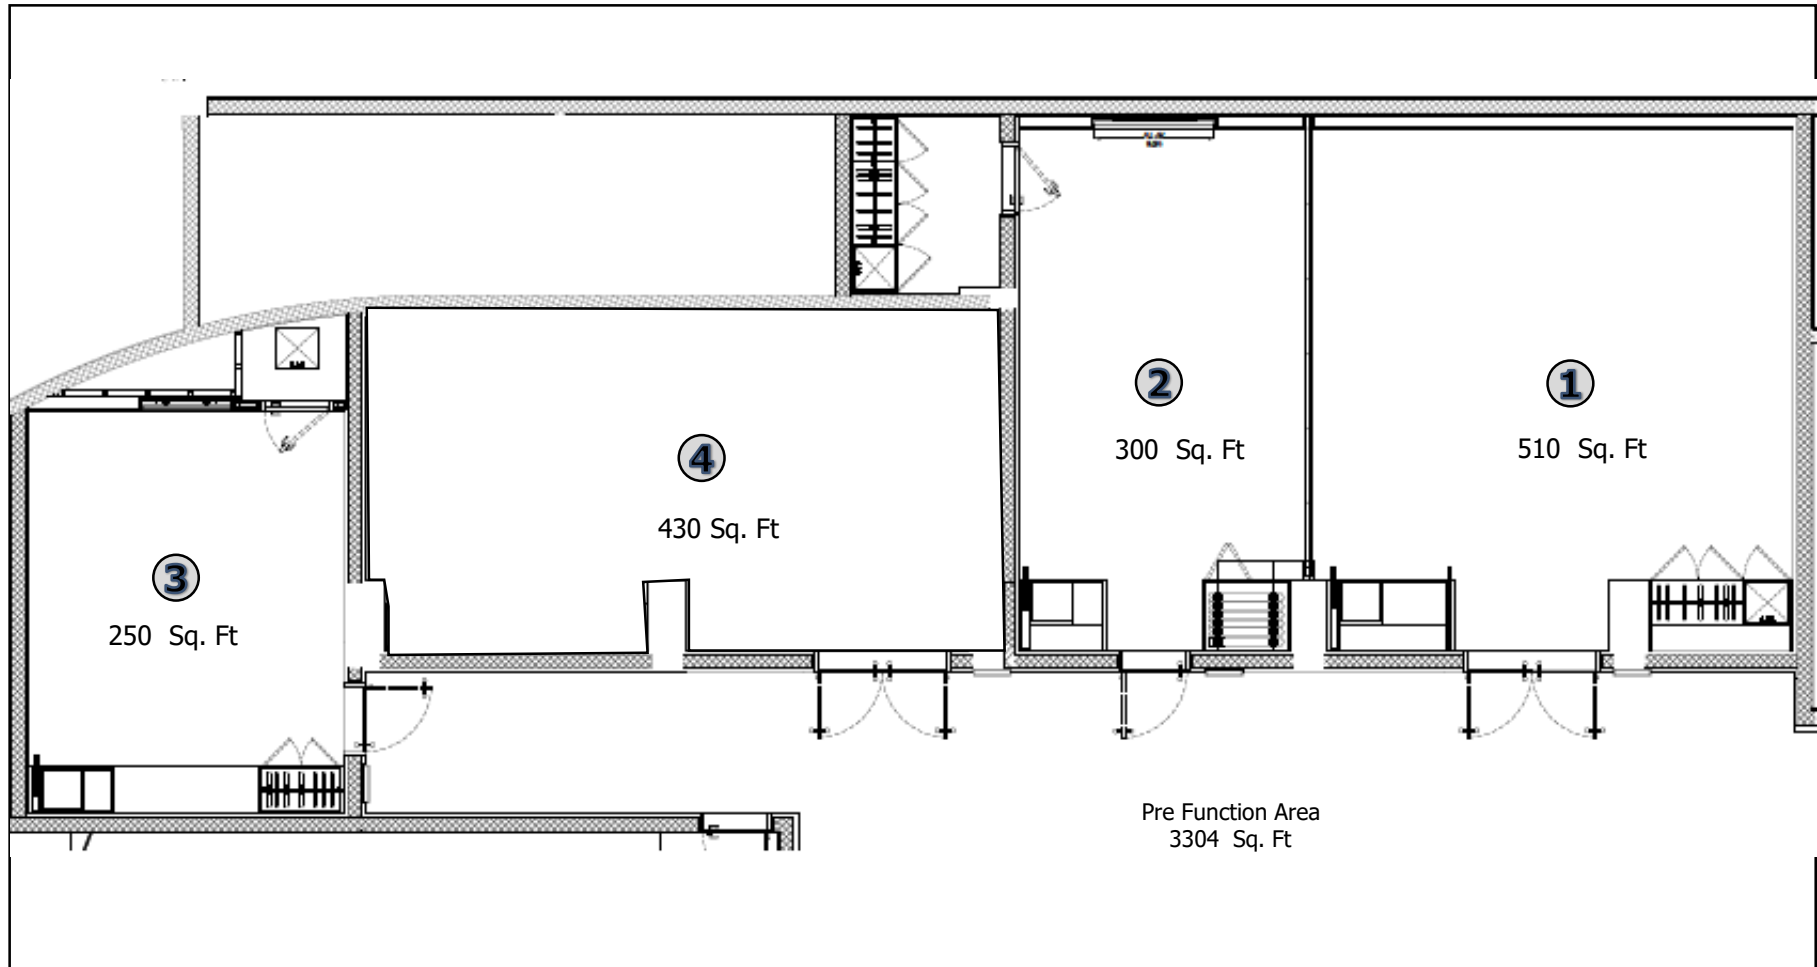 2
1
300 Sq. Ft
510 Sq. Ft
4
430 Sq. Ft
3
250 Sq. Ft
Pre Function Area
3304 Sq. Ft